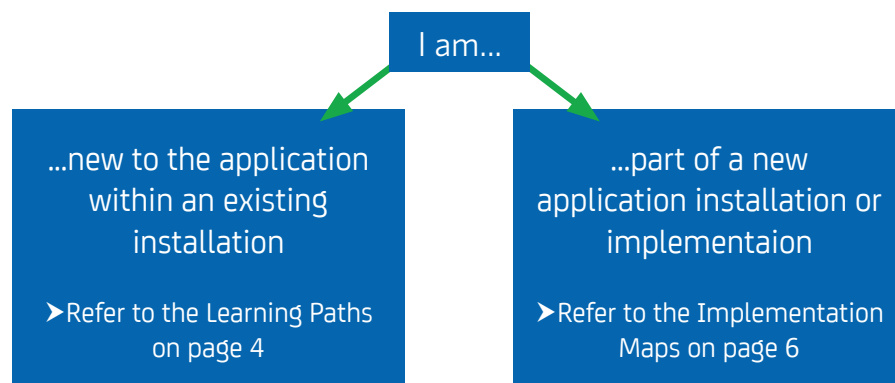 I am...
...new to the application
within an existing
installation
➤Refer to the Learning Paths
on page 4
...part of a new
application installation or
implementaion
➤Refer to the Implementation
Maps on page 6